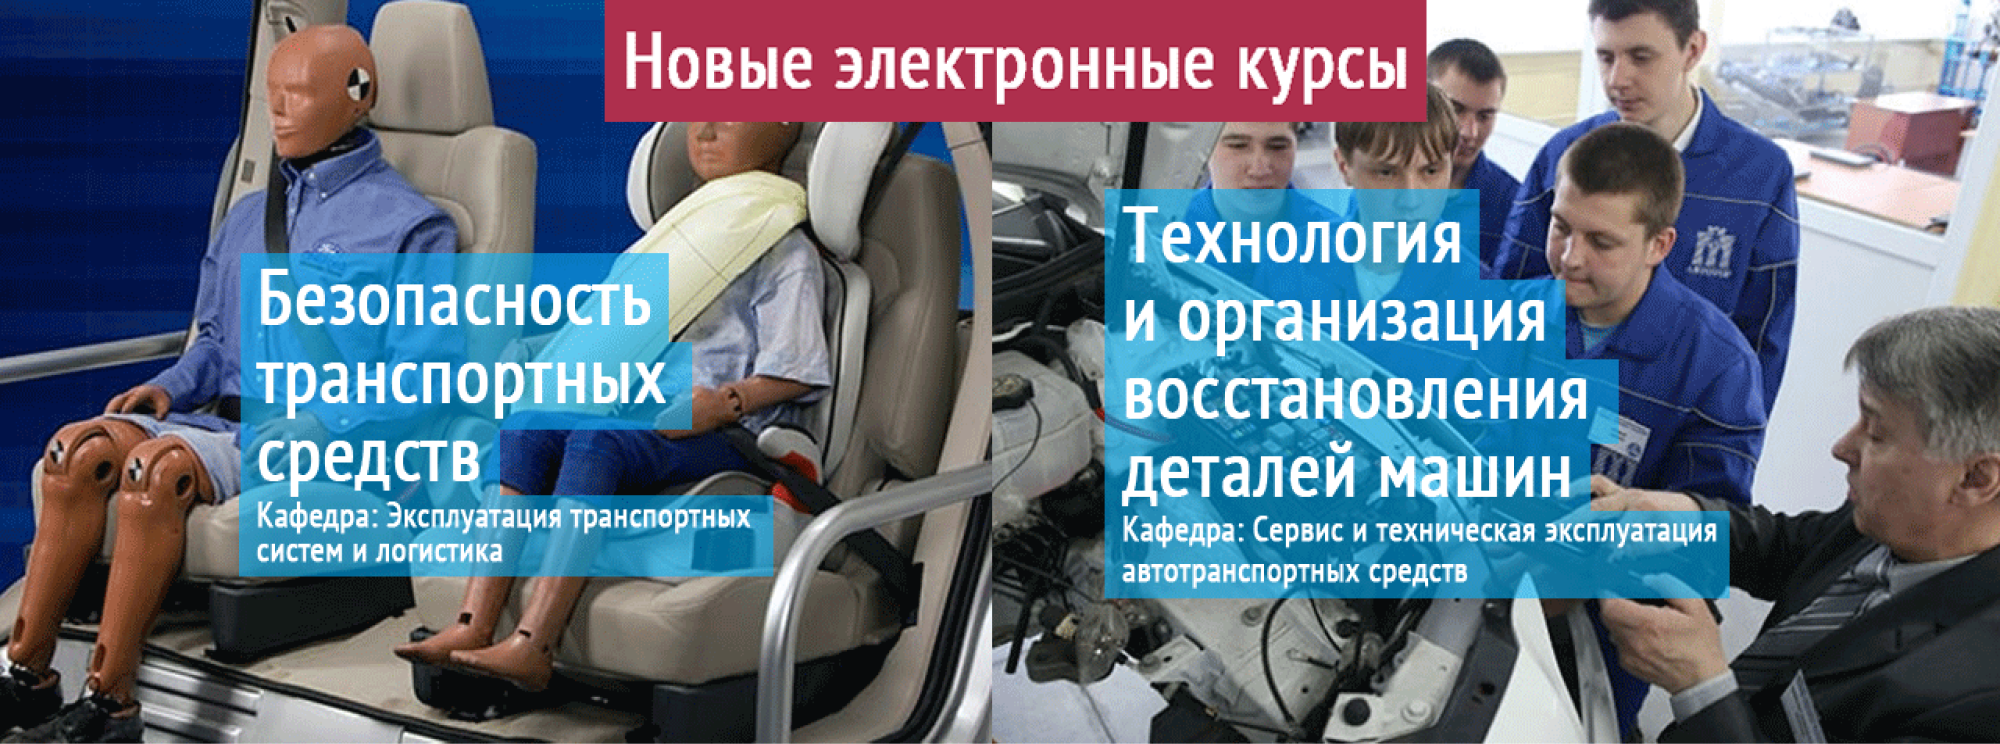 Новые электронные курсы
Безопасность
транспортных
средств
Кафедра: Эксплуатация транспортных
систем и логистика
Технология
и организация
восстановления
деталей машин
Кафедра: Сервис и техническая эксплуатация
автотранспортных средств